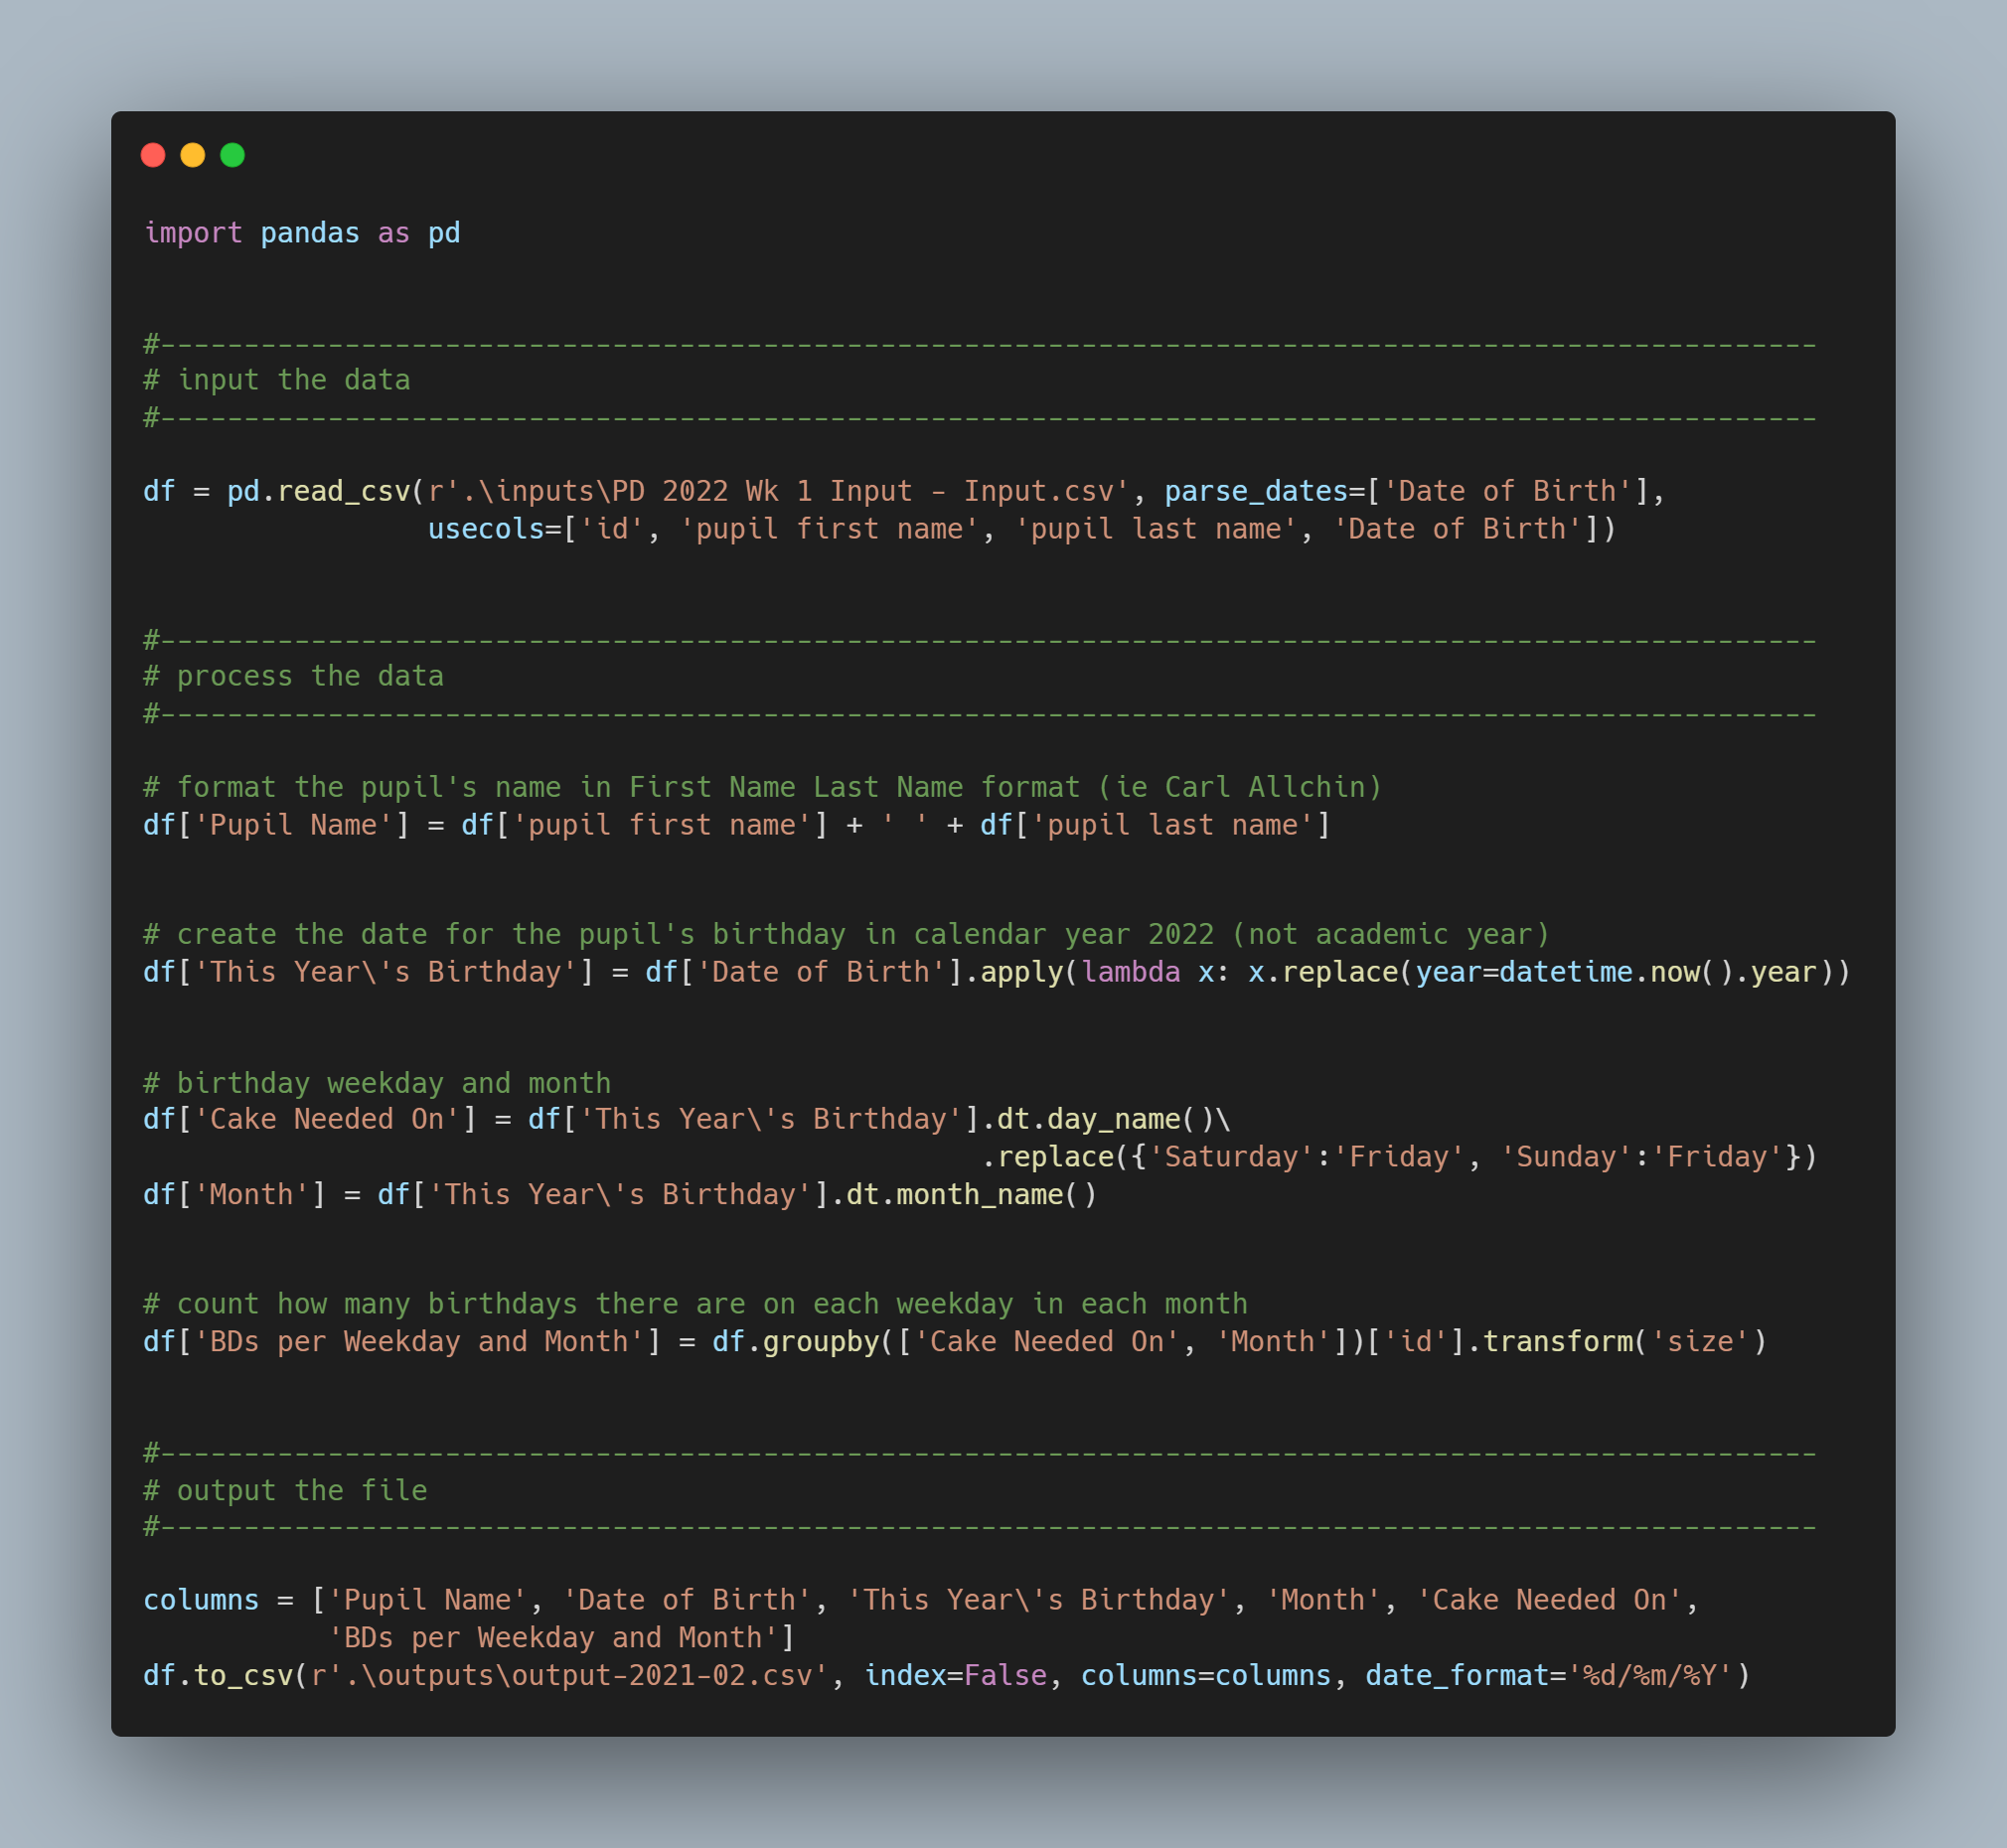 import pandas as pd
#---------------------------------------------------------------------------------------------------
# input the data
#---------------------------------------------------------------------------------------------------
df = pd.read_csv(r'.\inputs\PD 2022 Wk 1 Input - Input.csv', parse_dates=['Date of Birth'],
                 usecols=['id', 'pupil first name', 'pupil last name', 'Date of Birth'])
#---------------------------------------------------------------------------------------------------
# process the data
#---------------------------------------------------------------------------------------------------
# format the pupil's name in First Name Last Name format (ie Carl Allchin)
df['Pupil Name'] = df['pupil first name'] + ' ' + df['pupil last name']
# create the date for the pupil's birthday in calendar year 2022 (not academic year)
df['This Year\'s Birthday'] = df['Date of Birth'].apply(lambda x: x.replace(year=datetime.now().year))
# birthday weekday and month
df['Cake Needed On'] = df['This Year\'s Birthday'].dt.day_name()\
                                                  .replace({'Saturday':'Friday', 'Sunday':'Friday'})
df['Month'] = df['This Year\'s Birthday'].dt.month_name()
# count how many birthdays there are on each weekday in each month
df['BDs per Weekday and Month'] = df.groupby(['Cake Needed On', 'Month'])['id'].transform('size')
#---------------------------------------------------------------------------------------------------
# output the file
#---------------------------------------------------------------------------------------------------
columns = ['Pupil Name', 'Date of Birth', 'This Year\'s Birthday', 'Month', 'Cake Needed On',
           'BDs per Weekday and Month']
df.to_csv(r'.\outputs\output-2021-02.csv', index=False, columns=columns, date_format='%d/%m/%Y')